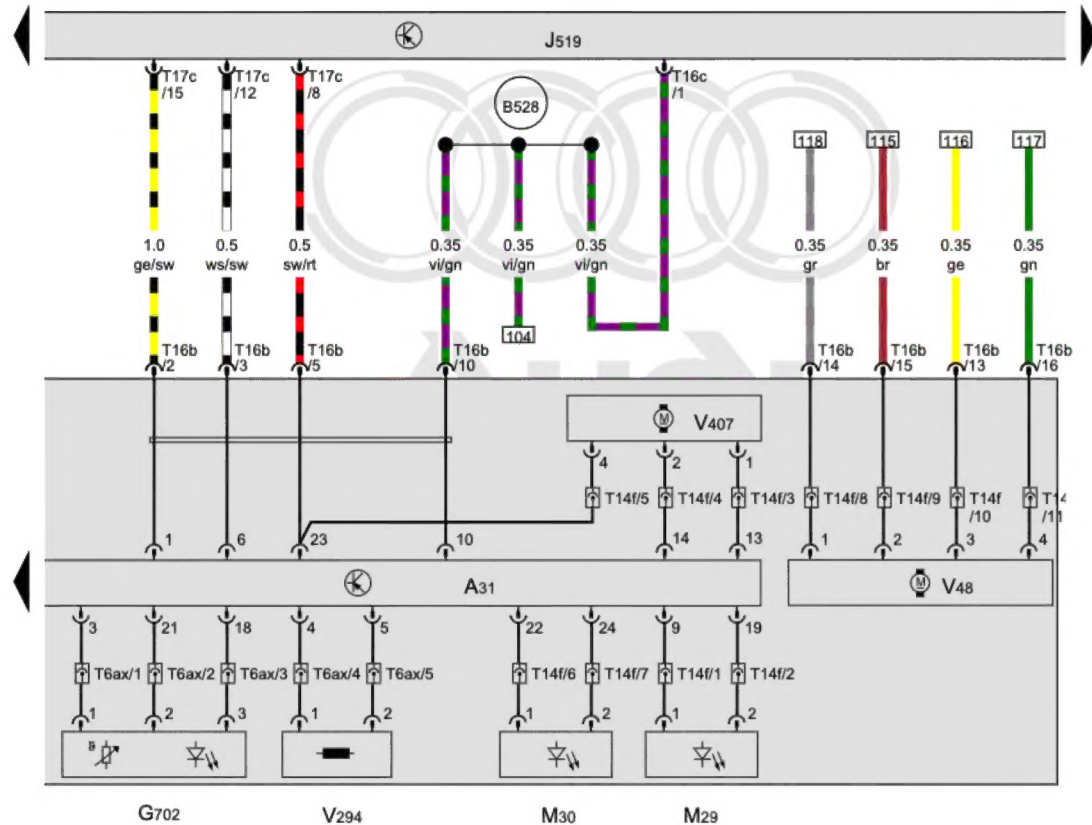 J519
T17c T17c T17c T16c
/15 /12 /8 /1
B528
118 115 116 117
1.0 0.5 0.5 0.35 0.35 0.35 0.35 0.35 0.35 0.35
ge/sw ws/sw sw/rt vi/gn vi/gn vi/gn gr br ge gn
104
T16b T16b T16b T16b T16b T16b T16b T16b
/2 /3 /5 /10 /14 /15 /13 /16
M V407
4 2 1
T14f/5 T14f/4 T14f/3 T14f/8 T14f/9 T14f
/10 /11
1 6 23 10 14 13 1 2 3 4
A31 M V48
3 21 18 4 5 22 24 9 19
T6ax/1 T6ax/2 T6ax/3 T6ax/4 T6ax/5 T14f/6 T14f/7 T14f/1 T14f/2
1 2 3 1 2 1 2 1 2
G702 V294 M30 M29